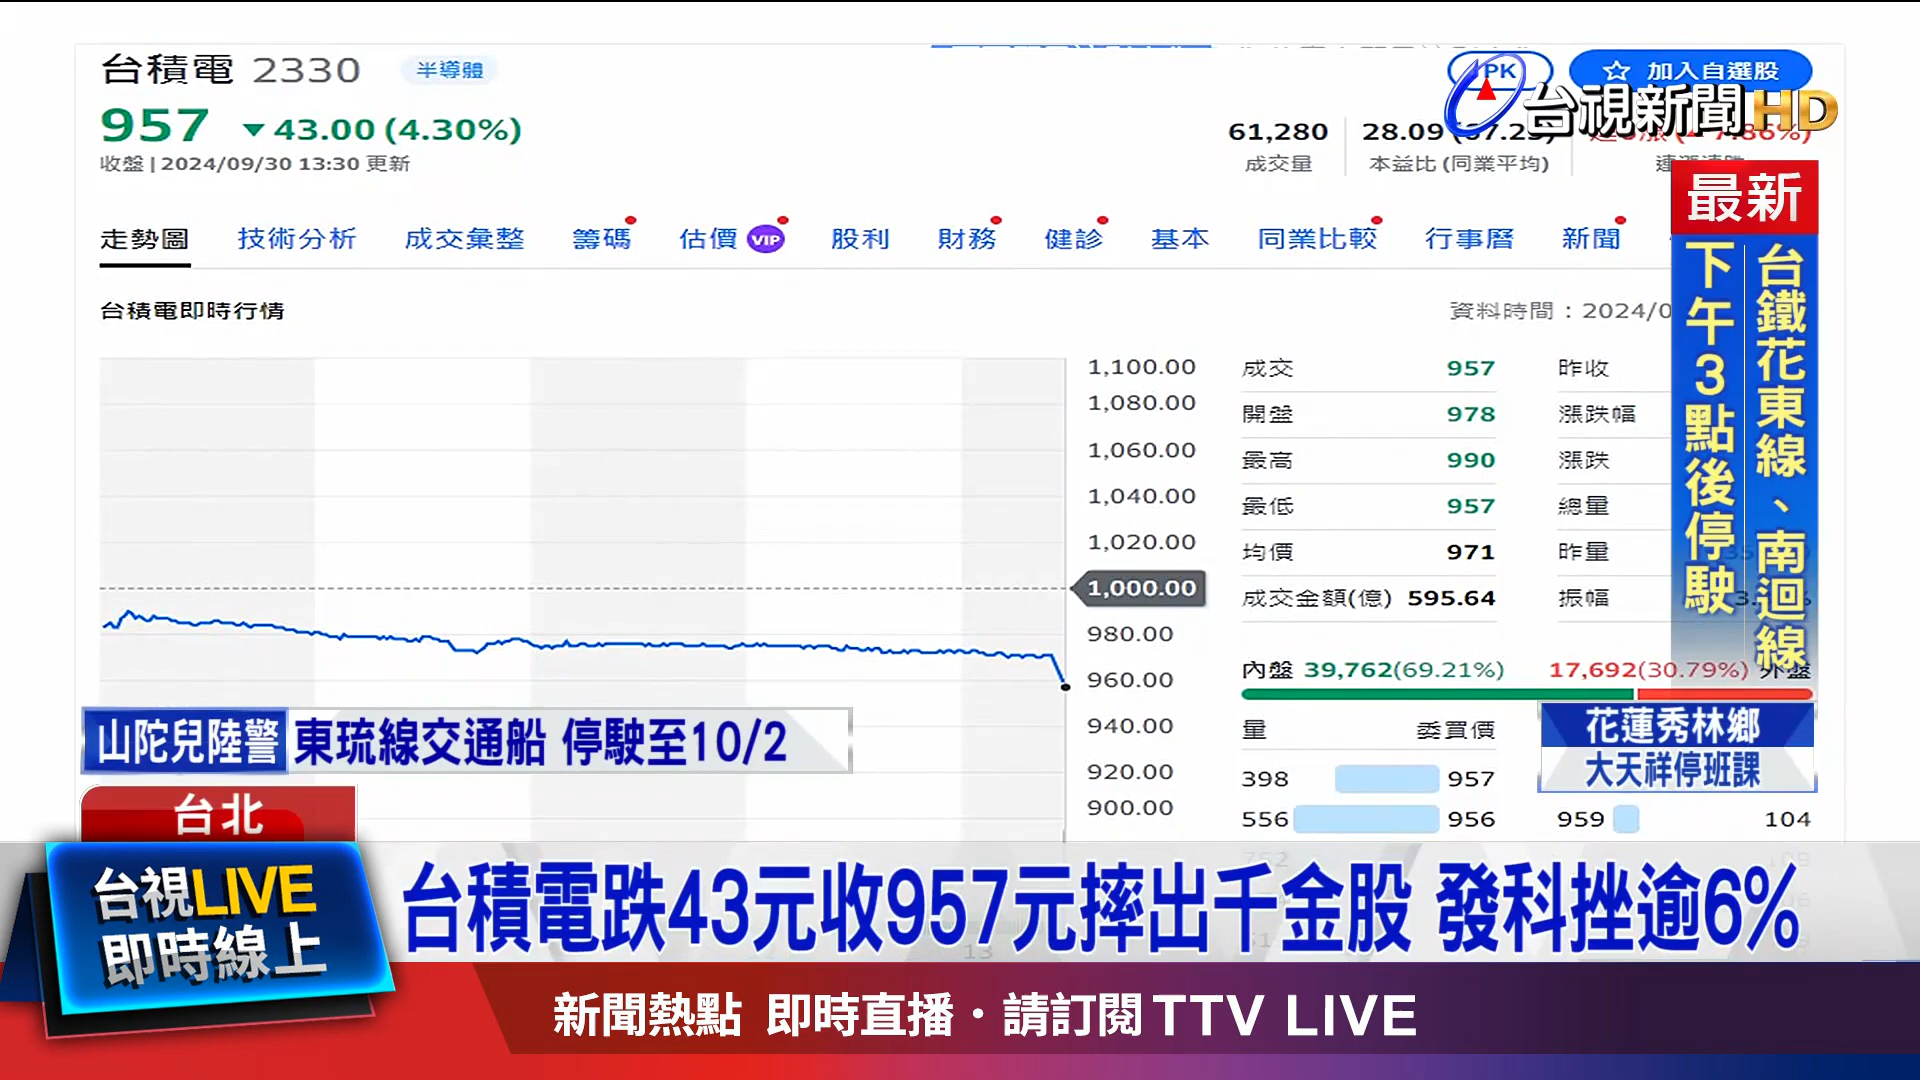 台積電 2330 半導體
PK
加入自選股
台視新聞HD
957 ▼43.00 (4.30%)
收盤 | 2024/09/30 13:30 更新
61,280
成交量
本益比 (同業平均)
最新
台鐵花東線、南迴線
下午3點後停駛
走勢圖 技術分析 成交彙整 籌碼 估價 VIP 股利 財務 健診 基本 同業比較 行事曆 新聞
台積電即時行情
資料時間：2024/0
1,100.00
1,080.00
1,060.00
1,040.00
1,020.00
1,000.00
980.00
960.00
940.00
920.00
900.00
成交 957 昨收
開盤 978 漲跌幅
最高 990 漲跌
最低 957 總量
均價 971 昨量
成交金額(億) 595.64 振幅
內盤 39,762(69.21%) 17,692(30.79%) 外盤
量 委買價
398 957
556 956 959 104
花蓮秀林鄉
大天祥停班課
山陀兒陸警 東琉線交通船 停駛至10/2
台北
台視LIVE
即時線上
台積電跌43元收957元摔出千金股 發科挫逾6%
新聞熱點 即時直播・請訂閱TTV LIVE